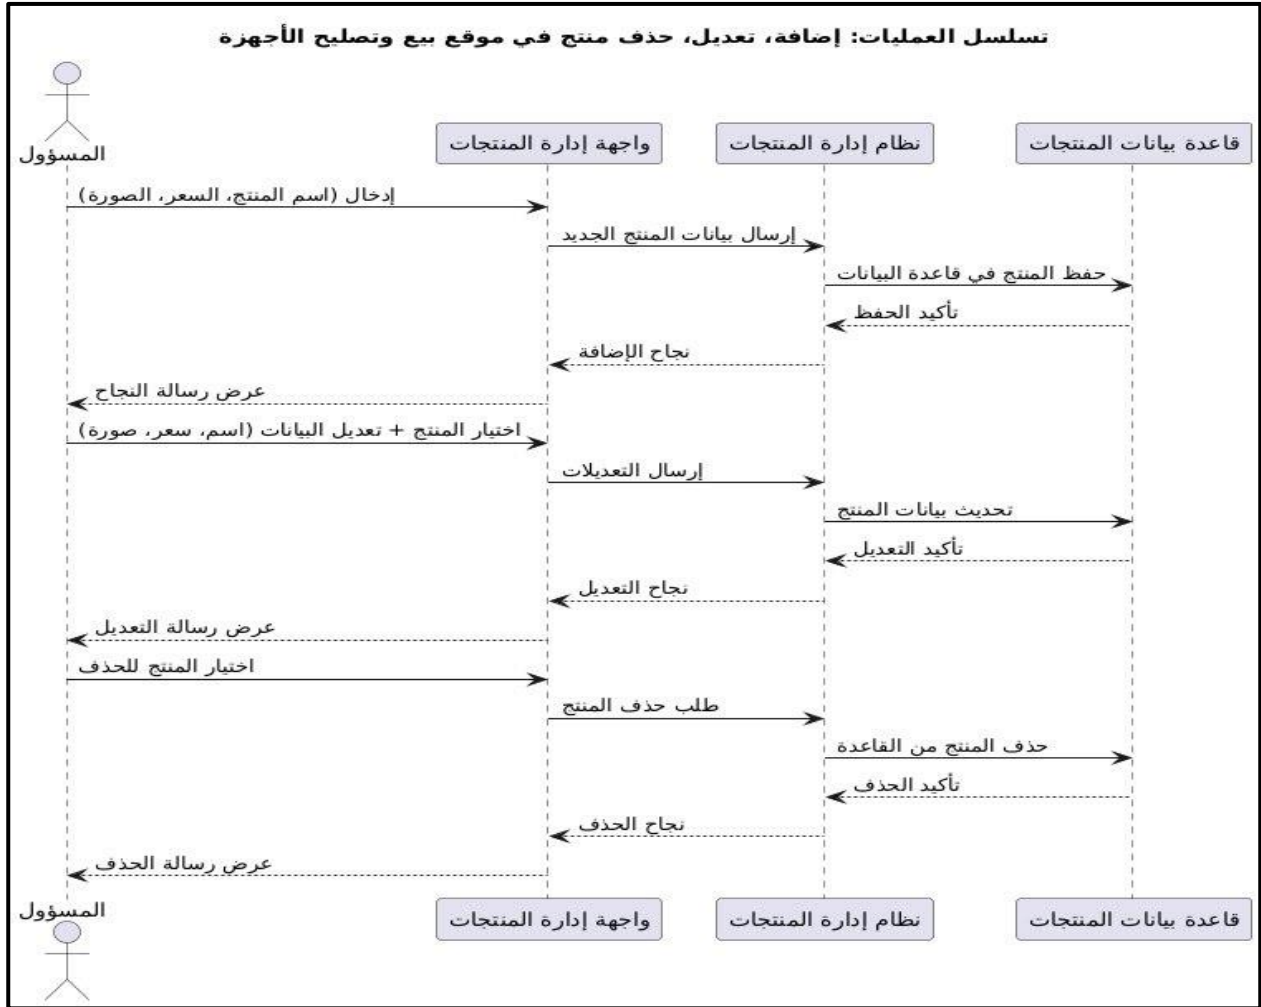 تسلسل العمليات: إضافة، تعديل، حذف منتج في موقع بيع وتصليح الأجهزة
المسؤول
واجهة إدارة المنتجات
نظام إدارة المنتجات
قاعدة بيانات المنتجات
إدخال (اسم المنتج، السعر، الصورة)
إرسال بيانات المنتج الجديد
حفظ المنتج في قاعدة البيانات
تأكيد الحفظ
نجاح الإضافة
عرض رسالة النجاح
اختيار المنتج + تعديل البيانات (اسم، سعر، صورة)
إرسال التعديلات
تحديث بيانات المنتج
تأكيد التعديل
نجاح التعديل
عرض رسالة التعديل
اختيار المنتج للحذف
طلب حذف المنتج
حذف المنتج من القاعدة
تأكيد الحذف
نجاح الحذف
عرض رسالة الحذف
المسؤول
واجهة إدارة المنتجات
نظام إدارة المنتجات
قاعدة بيانات المنتجات